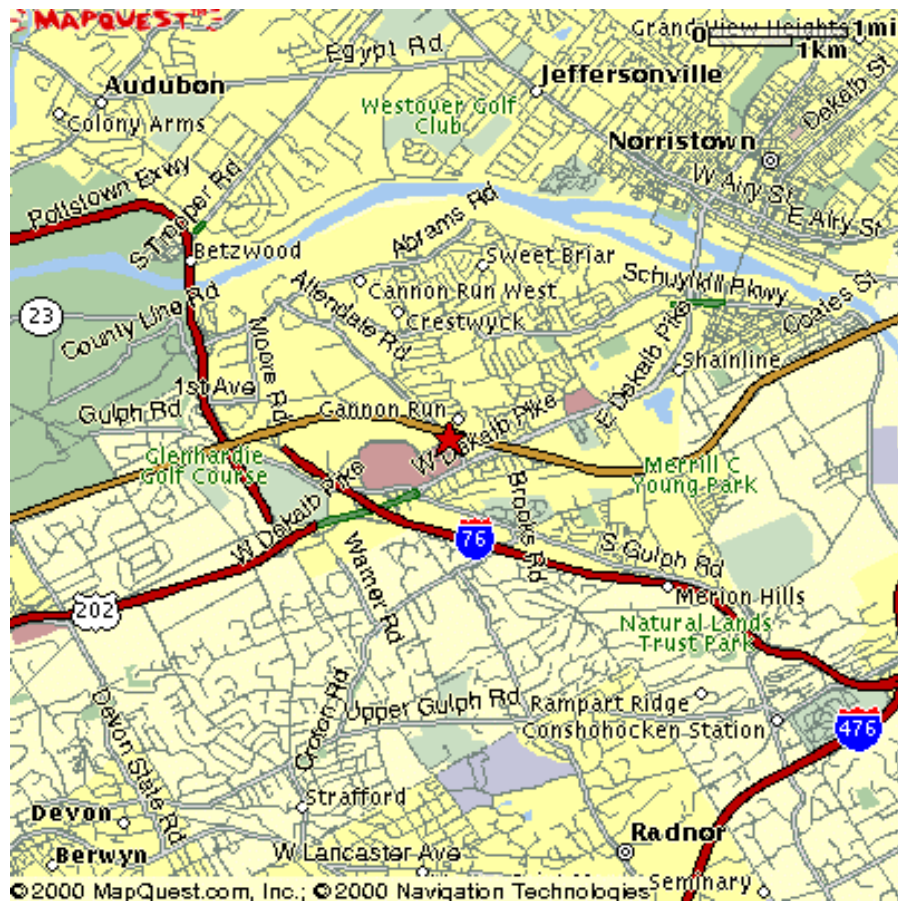 MAPQUEST
Grand View Heights
0 1mi
1km
Egypt Rd
Jeffersonville
Audubon
Colony Arms
Westover Golf
Club
Dekalb St
Norristown
Pottstown Exwy
S Trooper Rd
W Airy St
E Airy St
Betzwood
Abrams Rd
Sweet Briar
Schuylkill Pkwy
Cannon Run West
Allendale Rd
Crestwyck
Coates St
23
County Line Rd
Moore Rd
E Dekalb Pike
Shainline
1st Ave
Gulph Rd
Cannon Run
W Dekalb Pike
Glenhardie
Golf Course
Merrill C
Young Park
W Dekalb Pike
Brooks Rd
76
S Gulph Rd
Warner Rd
Merion Hills
202
Natural Lands
Trust Park
Devon State Rd
Croton Rd
Upper Gulph Rd
Rampart Ridge
Conshohocken Station
476
Strafford
Devon
Radnor
Berwyn
W Lancaster Ave
©2000 MapQuest.com, Inc.; ©2000 Navigation Technologies
Seminary